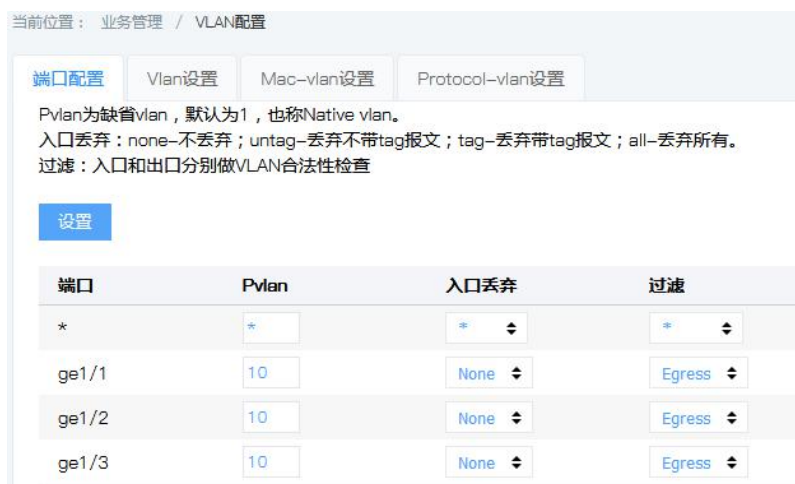 当前位置： 业务管理 / VLAN配置
端口配置 Vlan设置 Mac-vlan设置 Protocol-vlan设置
Pvlan为缺省vlan，默认为1，也称Native vlan。
入口丢弃：none-不丢弃；untag-丢弃不带tag报文；tag-丢弃带tag报文；all-丢弃所有。
过滤：入口和出口分别做VLAN合法性检查
设置
端口 Pvlan 入口丢弃 过滤
* * * *
ge1/1 10 None Egress
ge1/2 10 None Egress
ge1/3 10 None Egress